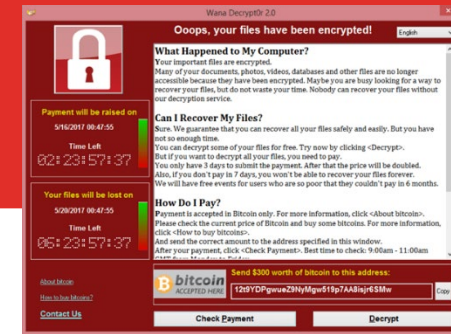 Wana Decrypt0r 2.0
Ooops, your files have been encrypted!
English
What Happened to My Computer?
Your important files are encrypted.
Many of your documents, photos, videos, databases and other files are no longer
accessible because they have been encrypted. Maybe you are busy looking for a way to
recover your files, but do not waste your time. Nobody can recover your files without
our decryption service.
Can I Recover My Files?
Sure. We guarantee that you can recover all your files safely and easily. But you have
not so enough time.
You can decrypt some of your files for free. Try now by clicking <Decrypt>.
But if you want to decrypt all your files, you need to pay.
You only have 3 days to submit the payment. After that the price will be doubled.
Also, if you don't pay in 7 days, you won't be able to recover your files forever.
We will have free events for users who are so poor that they couldn't pay in 6 months.
How Do I Pay?
Payment is accepted in Bitcoin only. For more information, click <About bitcoin>.
Please check the current price of Bitcoin and buy some bitcoins. For more information,
click <How to buy bitcoins>.
And send the correct amount to the address specified in this window.
After your payment, click <Check Payment>. Best time to check: 9:00am - 11:00am
GMT from Monday to Friday.
Payment will be raised on
5/16/2017 00:47:55
Time Left
02:23:57:37
Your files will be lost on
5/20/2017 00:47:55
Time Left
06:23:57:37
About bitcoin
How to buy bitcoins?
Contact Us
bitcoin
ACCEPTED HERE
Send $300 worth of bitcoin to this address:
12t9YDPgwueZ9NyMgw519p7AA8isjr6SMw
Copy
Check Payment
Decrypt